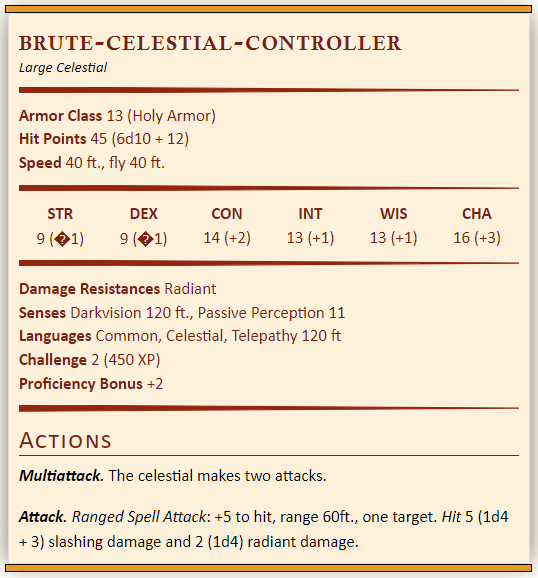 BRUTE-CELESTIAL-CONTROLLER
Large Celestial
Armor Class 13 (Holy Armor)
Hit Points 45 (6d10 + 12)
Speed 40 ft., fly 40 ft.
STR DEX CON INT WIS CHA
9 (�1) 9 (�1) 14 (+2) 13 (+1) 13 (+1) 16 (+3)
Damage Resistances Radiant
Senses Darkvision 120 ft., Passive Perception 11
Languages Common, Celestial, Telepathy 120 ft
Challenge 2 (450 XP)
Proficiency Bonus +2
ACTIONS
Multiattack. The celestial makes two attacks.
Attack. Ranged Spell Attack: +5 to hit, range 60ft., one target. Hit 5 (1d4
+ 3) slashing damage and 2 (1d4) radiant damage.